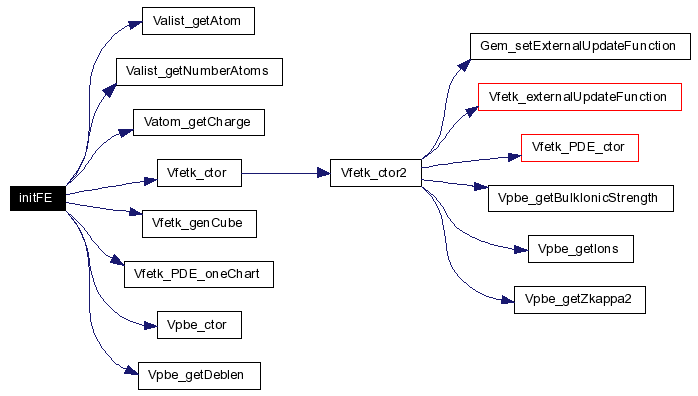 initFE
Valist_getAtom
Valist_getNumberAtoms
Vatom_getCharge
Vfetk_ctor
Vfetk_genCube
Vfetk_PDE_oneChart
Vpbe_ctor
Vpbe_getDeblen
Vfetk_ctor2
Gem_setExternalUpdateFunction
Vfetk_externalUpdateFunction
Vfetk_PDE_ctor
Vpbe_getBulkIonicStrength
Vpbe_getIons
Vpbe_getZkappa2